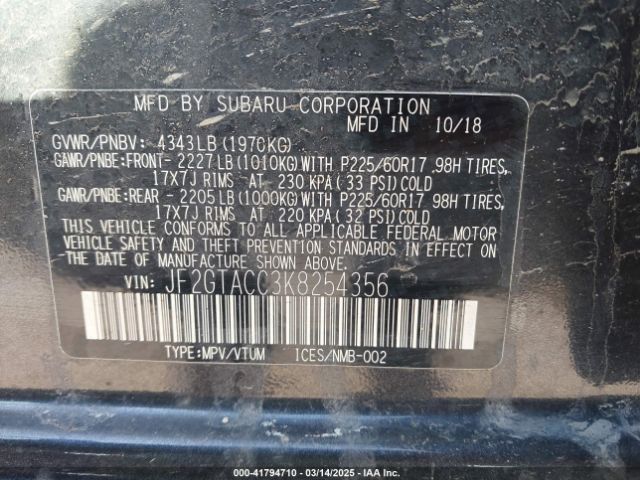 MFD BY SUBARU CORPORATION
MFD IN 10/18
GVWR/PNBV: 4343LB(1970KG)
GAWR/PNBE:FRONT- 2227LB(1010KG)WITH P225/60R17 98H TIRES,
17X7J RIMS AT 230 KPA(33 PSI)COLD
GAWR/PNBE:REAR - 2205LB(1000KG)WITH P225/60R17 98H TIRES,
17X7J RIMS AT 220 KPA(32 PSI)COLD
THIS VEHICLE CONFORMS TO ALL APPLICABLE FEDERAL MOTOR
VEHICLE SAFETY AND THEFT PREVENTION STANDARDS IN EFFECT ON
THE DATE OF MANUFACTURE SHOWN ABOVE.
VIN: JF2GTACC3K8254356
TYPE:MPV/VTUM ICES/NMB-002
000-41794710 | 03/14/2025 - IAA Inc.